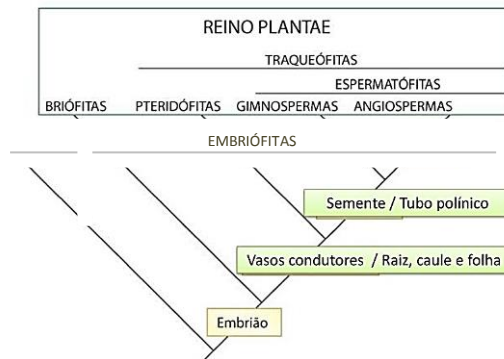 REINO PLANTAE
TRAQUEÓFITAS
ESPERMATÓFITAS
BRIÓFITAS PTERIDÓFITAS GIMNOSPERMAS ANGIOSPERMAS
EMBRIÓFITAS
Semente / Tubo polínico
Vasos condutores / Raiz, caule e folha
Embrião